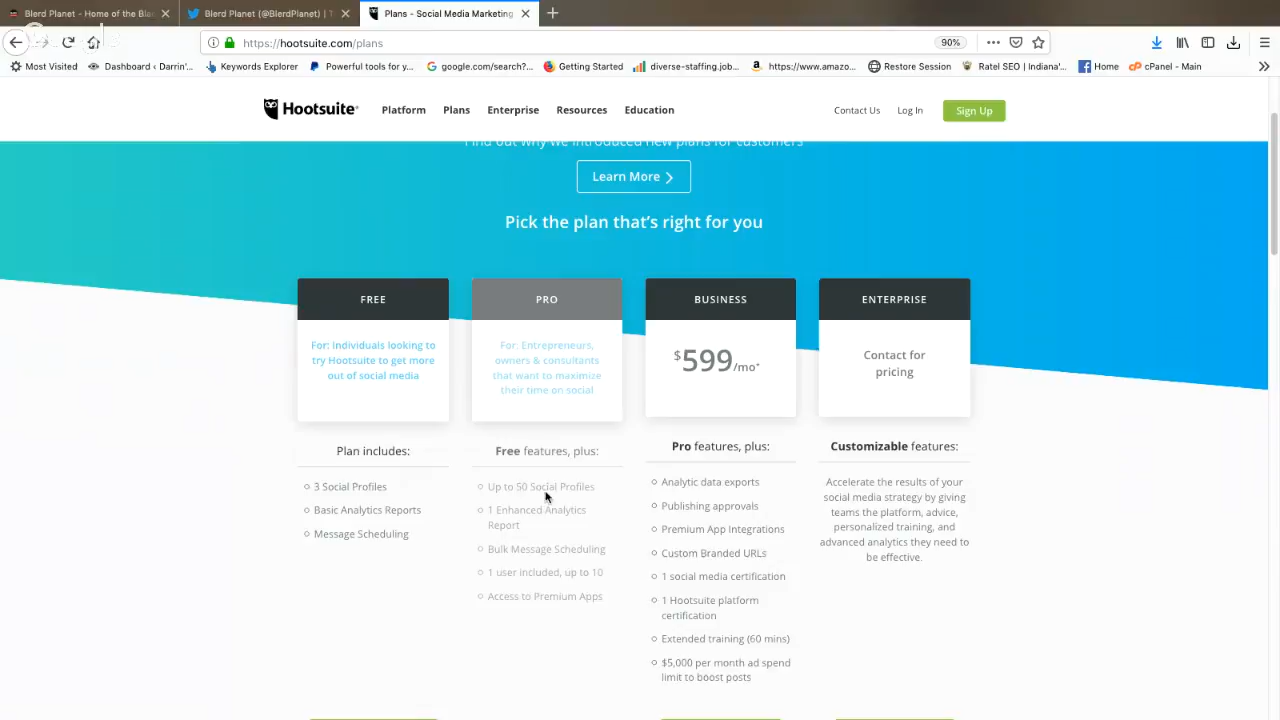 Blerd Planet - Home of the Bla
Blerd Planet (@BlerdPlanet) | T
Plans - Social Media Marketing
https://hootsuite.com/plans
90%
Most Visited
Dashboard ‹ Darrin'...
Keywords Explorer
Powerful tools for y...
google.com/search?...
Getting Started
diverse-staffing.job...
https://www.amazo...
Restore Session
Ratel SEO | Indiana'...
Home
cPanel - Main
Hootsuite
Platform
Plans
Enterprise
Resources
Education
Contact Us
Log In
Sign Up
Find out why we introduced new plans for customers
Learn More
Pick the plan that's right for you
FREE
For: Individuals looking to
try Hootsuite to get more
out of social media
Plan includes:
3 Social Profiles
Basic Analytics Reports
Message Scheduling
PRO
For: Entrepreneurs,
owners & consultants
that want to maximize
their time on social
Free features, plus:
Up to 50 Social Profiles
1 Enhanced Analytics
Report
Bulk Message Scheduling
1 user included, up to 10
Access to Premium Apps
BUSINESS
$599/mo*
Pro features, plus:
Analytic data exports
Publishing approvals
Premium App Integrations
Custom Branded URLs
1 social media certification
1 Hootsuite platform
certification
Extended training (60 mins)
$5,000 per month ad spend
limit to boost posts
ENTERPRISE
Contact for
pricing
Customizable features:
Accelerate the results of your
social media strategy by giving
teams the platform, advice,
personalized training, and
advanced analytics they need to
be effective.